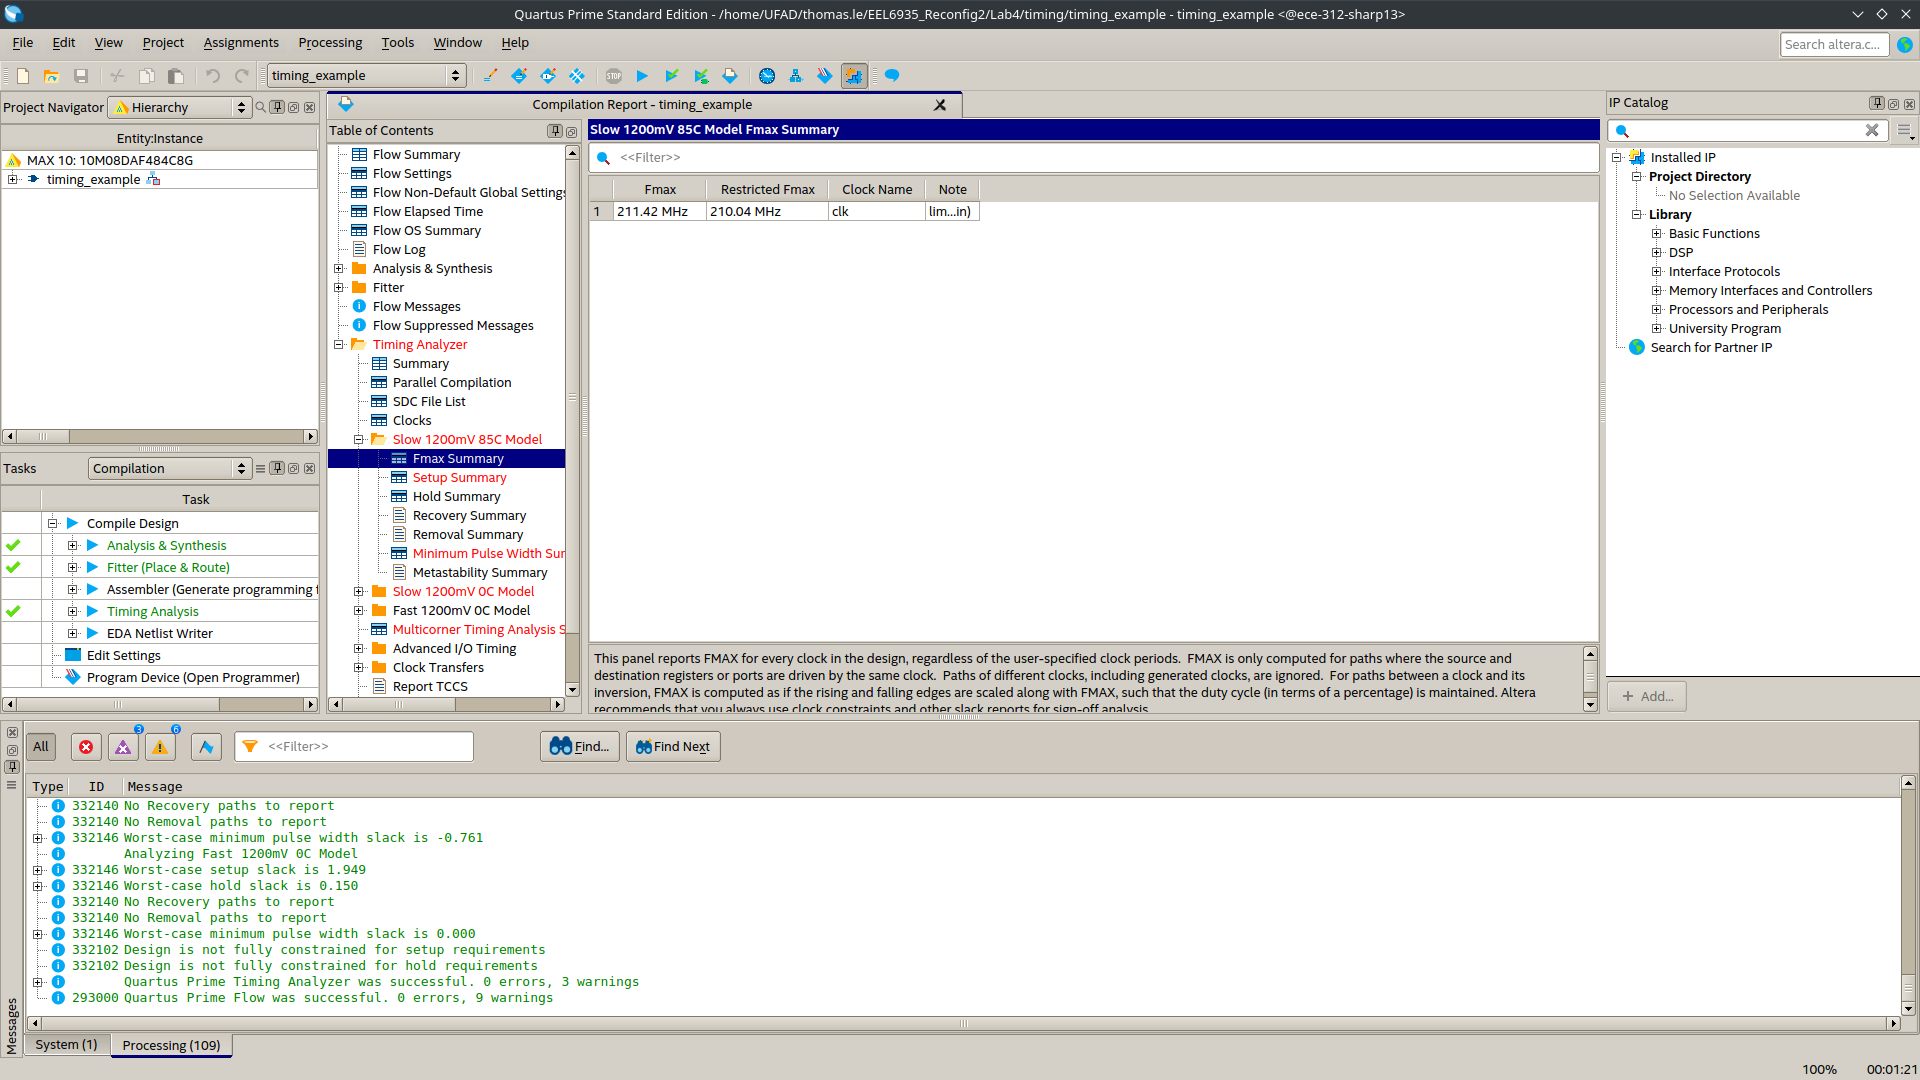 Quartus Prime Standard Edition - /home/UFAD/thomas.le/EEL6935_Reconfig2/Lab4/timing/timing_example - timing_example <@ece-312-sharp13>
File Edit View Project Assignments Processing Tools Window Help
Search altera.c...
timing_example
STOP
Project Navigator Hierarchy
Entity:Instance
MAX 10: 10M08DAF484C8G
timing_example
Tasks Compilation
Task
Compile Design
Analysis & Synthesis
Fitter (Place & Route)
Assembler (Generate programming f
Timing Analysis
EDA Netlist Writer
Edit Settings
Program Device (Open Programmer)
Compilation Report - timing_example
Table of Contents
Flow Summary
Flow Settings
Flow Non-Default Global Settings
Flow Elapsed Time
Flow OS Summary
Flow Log
Analysis & Synthesis
Fitter
Flow Messages
Flow Suppressed Messages
Timing Analyzer
Summary
Parallel Compilation
SDC File List
Clocks
Slow 1200mV 85C Model
Fmax Summary
Setup Summary
Hold Summary
Recovery Summary
Removal Summary
Minimum Pulse Width Sur
Metastability Summary
Slow 1200mV 0C Model
Fast 1200mV 0C Model
Multicorner Timing Analysis S
Advanced I/O Timing
Clock Transfers
Report TCCS
Slow 1200mV 85C Model Fmax Summary
<<Filter>>
Fmax Restricted Fmax Clock Name Note
1 211.42 MHz 210.04 MHz clk lim...in)
This panel reports FMAX for every clock in the design, regardless of the user-specified clock periods. FMAX is only computed for paths where the source and
destination registers or ports are driven by the same clock. Paths of different clocks, including generated clocks, are ignored. For paths between a clock and its
inversion, FMAX is computed as if the rising and falling edges are scaled along with FMAX, such that the duty cycle (in terms of a percentage) is maintained. Altera
recommends that you always use clock constraints and other slack reports for sign-off analysis.
IP Catalog
Installed IP
Project Directory
No Selection Available
Library
Basic Functions
DSP
Interface Protocols
Memory Interfaces and Controllers
Processors and Peripherals
University Program
Search for Partner IP
+ Add...
All 3 6 <<Filter>> Find... Find Next
Type ID Message
332140 No Recovery paths to report
332140 No Removal paths to report
332146 Worst-case minimum pulse width slack is -0.761
Analyzing Fast 1200mV 0C Model
332146 Worst-case setup slack is 1.949
332146 Worst-case hold slack is 0.150
332140 No Recovery paths to report
332140 No Removal paths to report
332146 Worst-case minimum pulse width slack is 0.000
332102 Design is not fully constrained for setup requirements
332102 Design is not fully constrained for hold requirements
Quartus Prime Timing Analyzer was successful. 0 errors, 3 warnings
293000 Quartus Prime Flow was successful. 0 errors, 9 warnings
Messages
System (1) Processing (109)
100% 00:01:21